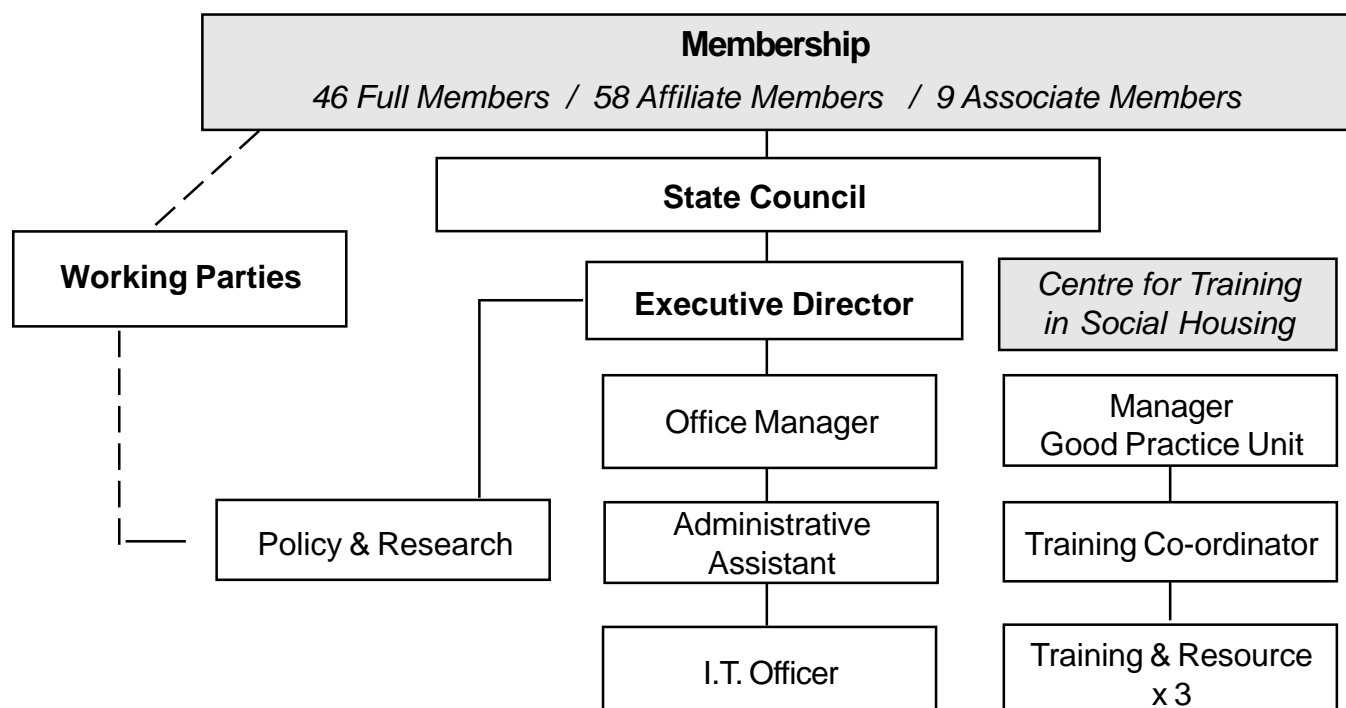 Membership
46 Full Members / 58 Affiliate Members / 9 Associate Members
State Council
Working Parties
Executive Director
Centre for Training
in Social Housing
Office Manager
Manager
Good Practice Unit
Policy & Research
Administrative
Assistant
Training Co-ordinator
I.T. Officer
Training & Resource
x 3